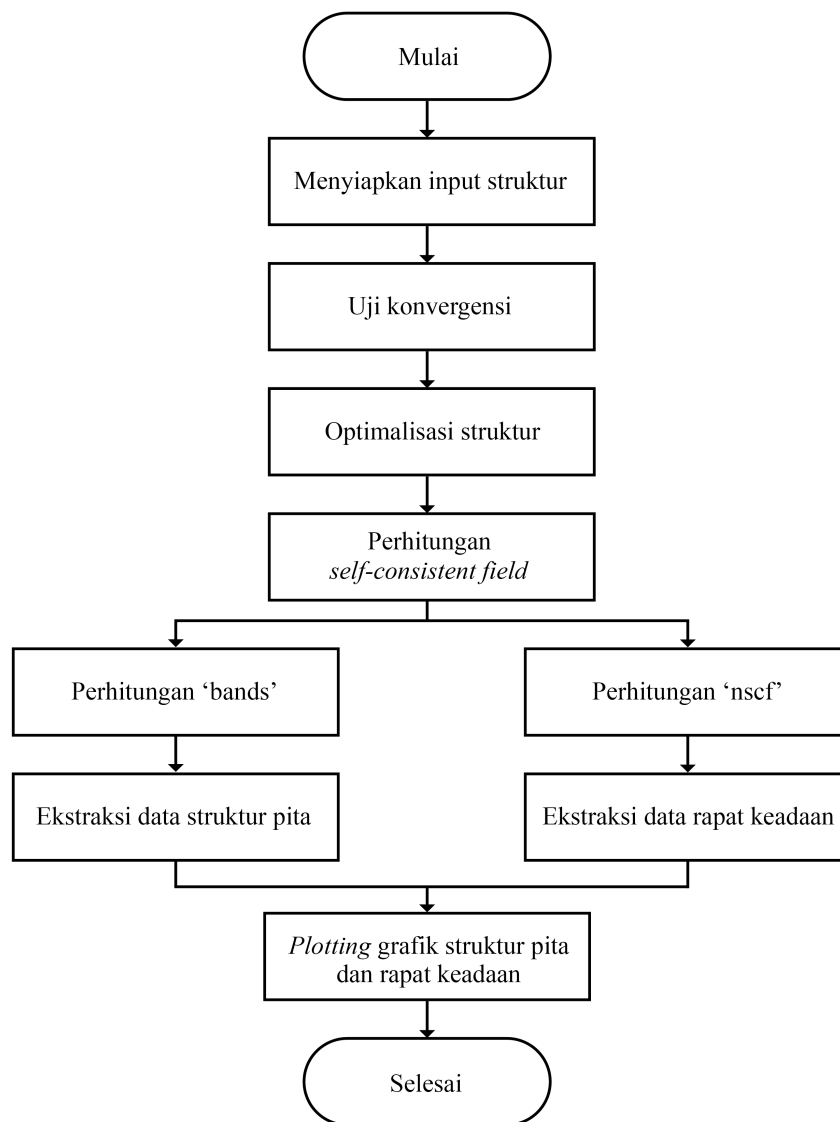 Mulai
Menyiapkan input struktur
Uji konvergensi
Optimalisasi struktur
Perhitungan
self-consistent field
Perhitungan ‘bands’
Perhitungan ‘nscf’
Ekstraksi data struktur pita
Ekstraksi data rapat keadaan
Plotting grafik struktur pita
dan rapat keadaan
Selesai